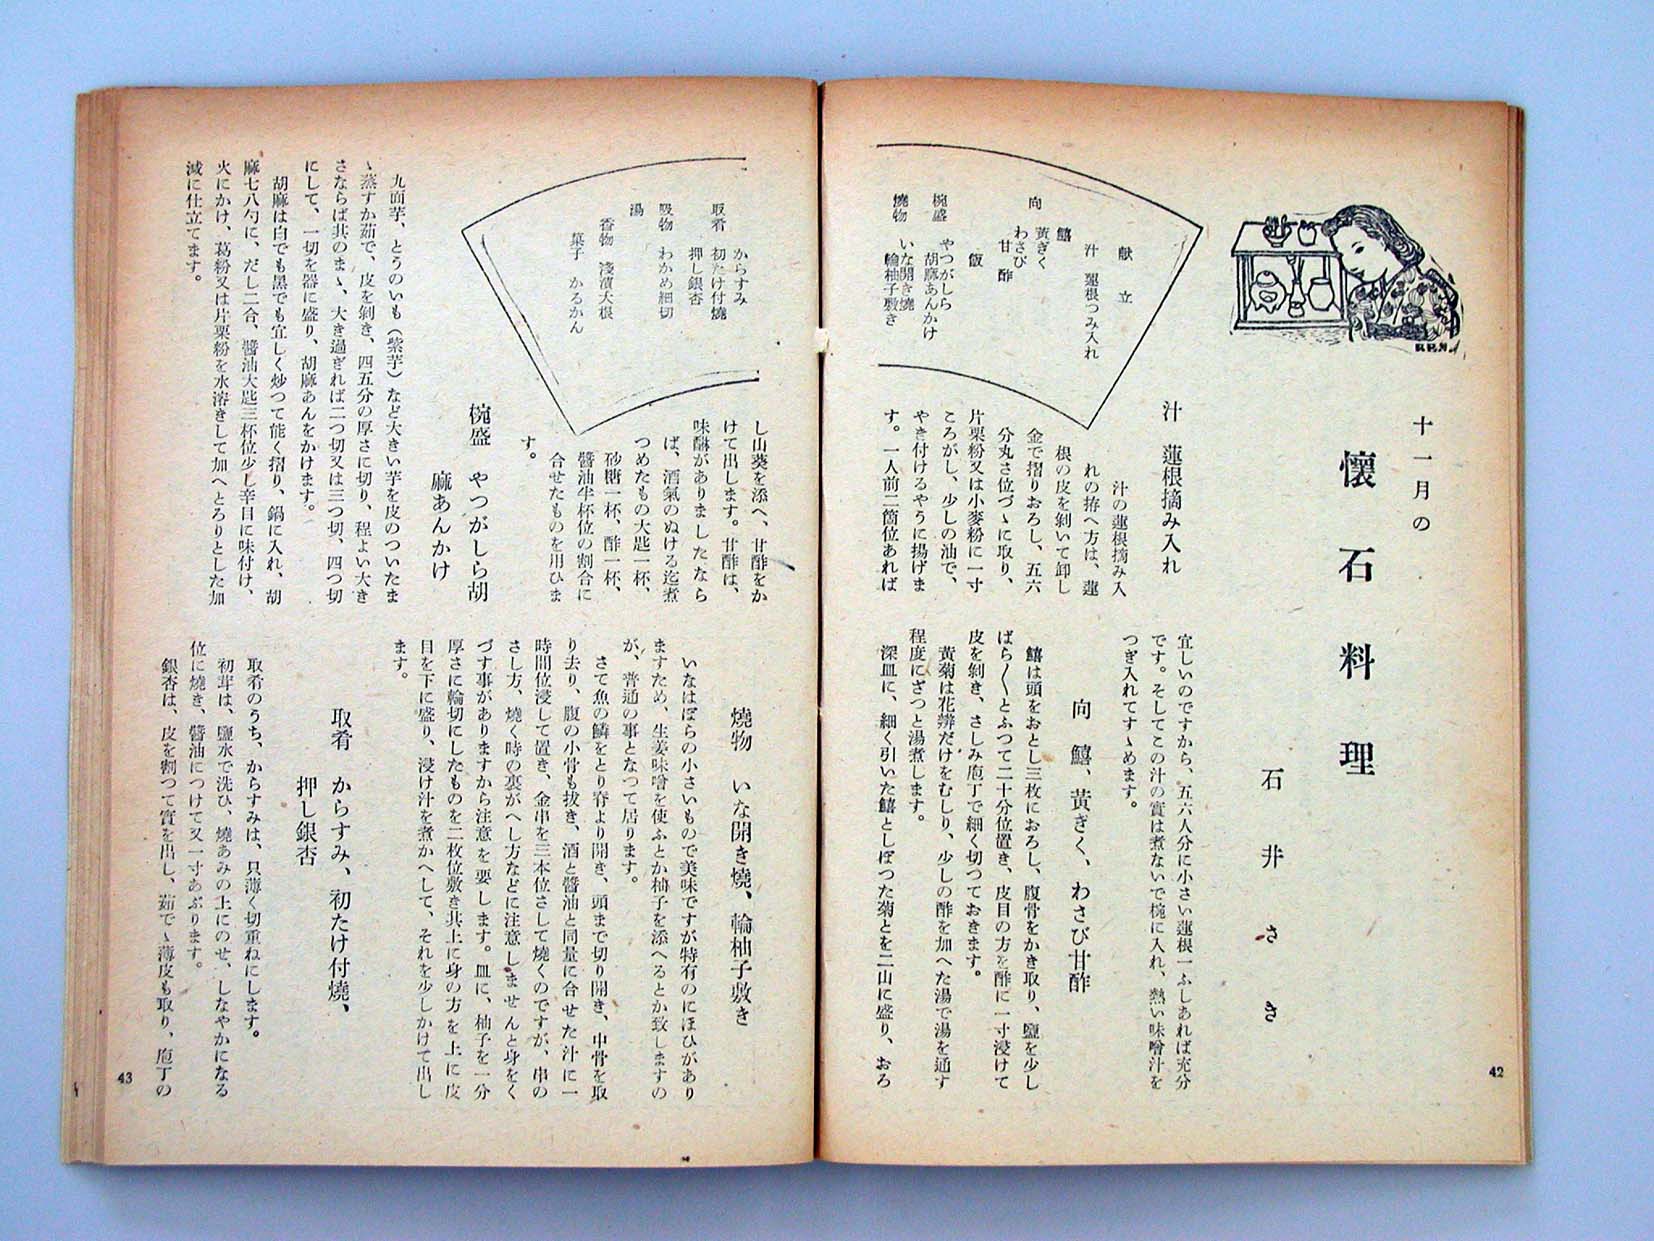 十一月の
懷石料理
石井ささ
献立
汁　蓮根つみ入れ
向
鱚
黄ぎく
わさび
甘酢
飯
椀盛　やつがしら
胡麻あんかけ
燒物　いな開き燒
輪柚子敷き
汁　蓮根摘み入れ
汁の蓮根摘み入
れの拵へ方は、蓮
根の皮を剝いて卸し
金で摺りおろし、五六
分丸さ位づゝに取り、
片栗粉又は小麥粉に一寸
ころがし、少しの油で、
やき付けるやうに揚げま
す。一人前二箇位あれば
宜しいのですから、五六人分に小さい蓮根一ふしあれば充分
です。そしてこの汁の實は煮ないで椀に入れ、熱い味噌汁を
つぎ入れてすゝめます。
向　鱚、黃ぎく、わさび甘酢
鱚は頭をおとし三枚におろし、腹骨をかき取り、鹽を少し
ばら〳〵とふつて二十分位置き、皮目の方を酢に一寸浸けて
皮を剝き、さしみ庖丁で細く切つておきます。
黃菊は花瓣だけをむしり、少しの酢を加へた湯で湯を通す
程度にざつと湯煮します。
深皿に、細く引いた鱚としぼつた菊とを二山に盛り、おろ
42
取肴
からすみ
初たけ付燒
押し銀杏
吸物　わかめ細切
湯
香物　淺漬大根
菓子　かるかん
し山葵を添へ、甘酢をか
けて出します。甘酢は、
味醂がありましたなら
ば、酒氣のぬける迄煮
つめたもの大匙一杯、
砂糖一杯、酢一杯、
醬油半杯位の割合に
合せたものを用ひま
す。
椀盛　やつがしら胡
麻あんかけ
九面芋、とうのいも（紫芋）など大きい芋を皮のついたま
ゝ蒸すか茹で、皮を剝き、四五分の厚さに切り、程よい大き
さならば其のまゝ、大き過ぎれば二つ切又は三つ切、四つ切
にして、一切を器に盛り、胡麻あんをかけます。
胡麻は白でも黑でも宜しく炒つて能く摺り、鍋に入れ、胡
麻七八勺に、だし二合、醬油大匙三杯位少し辛目に味付け、
火にかけ、葛粉又は片栗粉を水溶きして加へとろりとした加
減に仕立てます。
燒物　いな開き燒、輪柚子敷き
いなはぼらの小さいもので美味ですが特有のにほひがあり
ますため、生姜味噌を使ふとか柚子を添へるとか致しますの
が、普通の事となつて居ります。
さて魚の鱗をとり脊より開き、頭まで切り開き、中骨を取
り去り、腹の小骨も拔き、酒と醬油と同量に合せた汁に一
時間位浸して置き、金串を三本位さして燒くのですが、串の
さし方、燒く時の裏がへし方などに注意しませんと身をく
づす事がありますから注意を要します。皿に、柚子を一分
厚さに輪切にしたものを二枚位敷き共上に身の方を上に皮
目を下に盛り、浸け汁を煮かへして、それを少しかけて出し
ます。
取肴　からすみ、初たけ付燒、
押し銀杏
取肴のうち、からすみは、只薄く切重ねにします。
初茸は、鹽水で洗ひ、燒あみの上にのせ、しなやかになる
位に燒き、醬油につけて又一寸あぶります。
銀杏は、皮を割つて實を出し、茹でゝ薄皮も取り、庖丁の
43